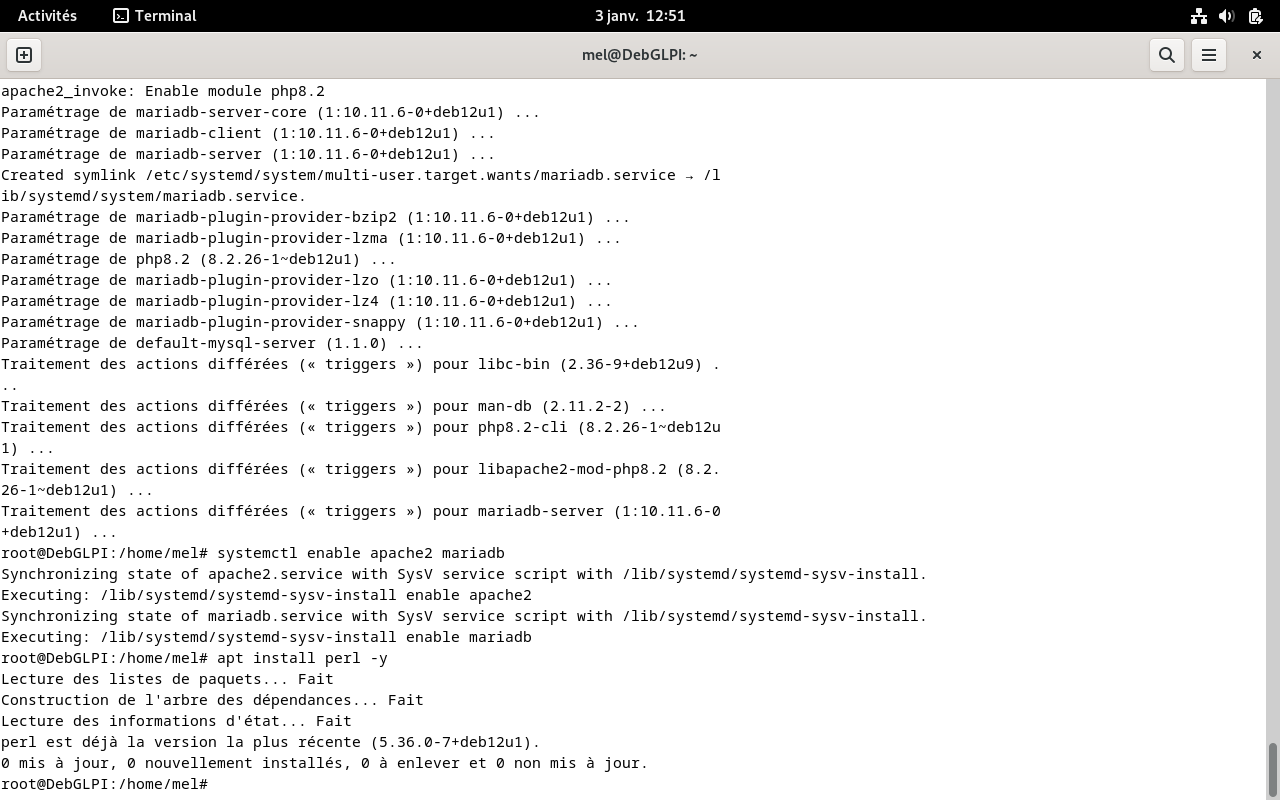 Activités
Terminal
3 janv. 12:51
mel@DebGLPI: ~
apache2_invoke: Enable module php8.2
Paramétrage de mariadb-server-core (1:10.11.6-0+deb12u1) ...
Paramétrage de mariadb-client (1:10.11.6-0+deb12u1) ...
Paramétrage de mariadb-server (1:10.11.6-0+deb12u1) ...
Created symlink /etc/systemd/system/multi-user.target.wants/mariadb.service → /l
ib/systemd/system/mariadb.service.
Paramétrage de mariadb-plugin-provider-bzip2 (1:10.11.6-0+deb12u1) ...
Paramétrage de mariadb-plugin-provider-lzma (1:10.11.6-0+deb12u1) ...
Paramétrage de php8.2 (8.2.26-1~deb12u1) ...
Paramétrage de mariadb-plugin-provider-lzo (1:10.11.6-0+deb12u1) ...
Paramétrage de mariadb-plugin-provider-lz4 (1:10.11.6-0+deb12u1) ...
Paramétrage de mariadb-plugin-provider-snappy (1:10.11.6-0+deb12u1) ...
Paramétrage de default-mysql-server (1.1.0) ...
Traitement des actions différées (« triggers ») pour libc-bin (2.36-9+deb12u9) .
..
Traitement des actions différées (« triggers ») pour man-db (2.11.2-2) ...
Traitement des actions différées (« triggers ») pour php8.2-cli (8.2.26-1~deb12u
1) ...
Traitement des actions différées (« triggers ») pour libapache2-mod-php8.2 (8.2.
26-1~deb12u1) ...
Traitement des actions différées (« triggers ») pour mariadb-server (1:10.11.6-0
+deb12u1) ...
root@DebGLPI:/home/mel# systemctl enable apache2 mariadb
Synchronizing state of apache2.service with SysV service script with /lib/systemd/systemd-sysv-install.
Executing: /lib/systemd/systemd-sysv-install enable apache2
Synchronizing state of mariadb.service with SysV service script with /lib/systemd/systemd-sysv-install.
Executing: /lib/systemd/systemd-sysv-install enable mariadb
root@DebGLPI:/home/mel# apt install perl -y
Lecture des listes de paquets... Fait
Construction de l'arbre des dépendances... Fait
Lecture des informations d'état... Fait
perl est déjà la version la plus récente (5.36.0-7+deb12u1).
0 mis à jour, 0 nouvellement installés, 0 à enlever et 0 non mis à jour.
root@DebGLPI:/home/mel#